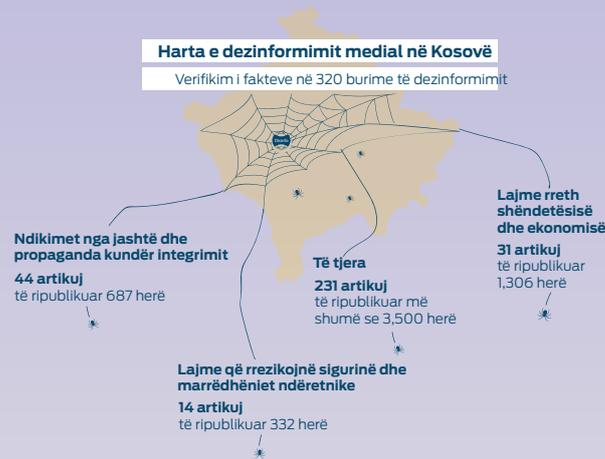 Harta e dezinformimit medial në Kosovë
Verifikim i fakteve në 320 burime të dezinformimit
Ndikimet nga jashtë dhe
propaganda kundër integrimit
44 artikuj
të ripublikuar 687 herë
Lajme që rrezikojnë sigurinë dhe
marrëdhëniet ndëretnike
14 artikuj
të ripublikuar 332 herë
Të tjera
231 artikuj
të ripublikuar më
shumë se 3,500 herë
Lajme rreth
shëndetësisë
dhe ekonomisë
31 artikuj
të ripublikuar
1,306 herë